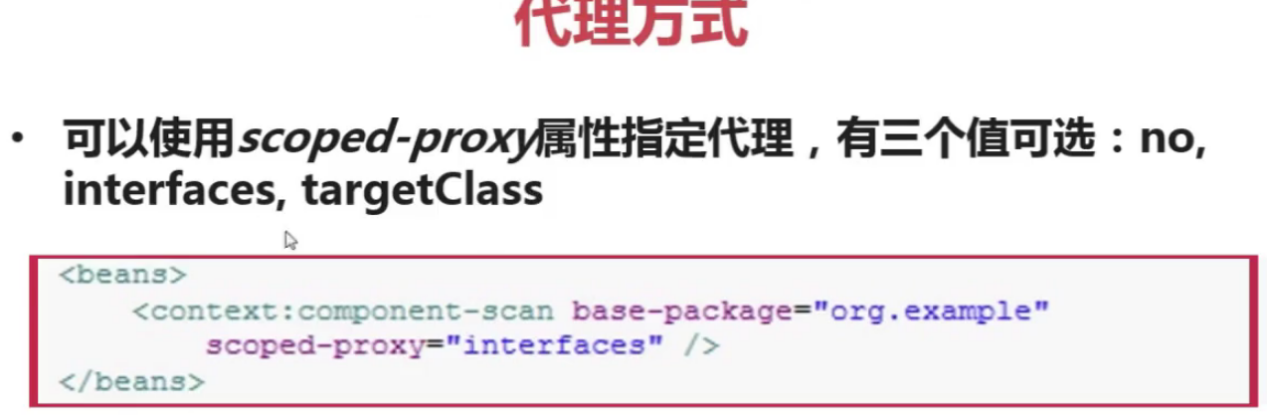 代理方式
• 可以使用scoped-proxy属性指定代理，有三个值可选：no,
interfaces, targetClass
<beans>
<context:component-scan base-package="org.example"
scoped-proxy="interfaces" />
</beans>